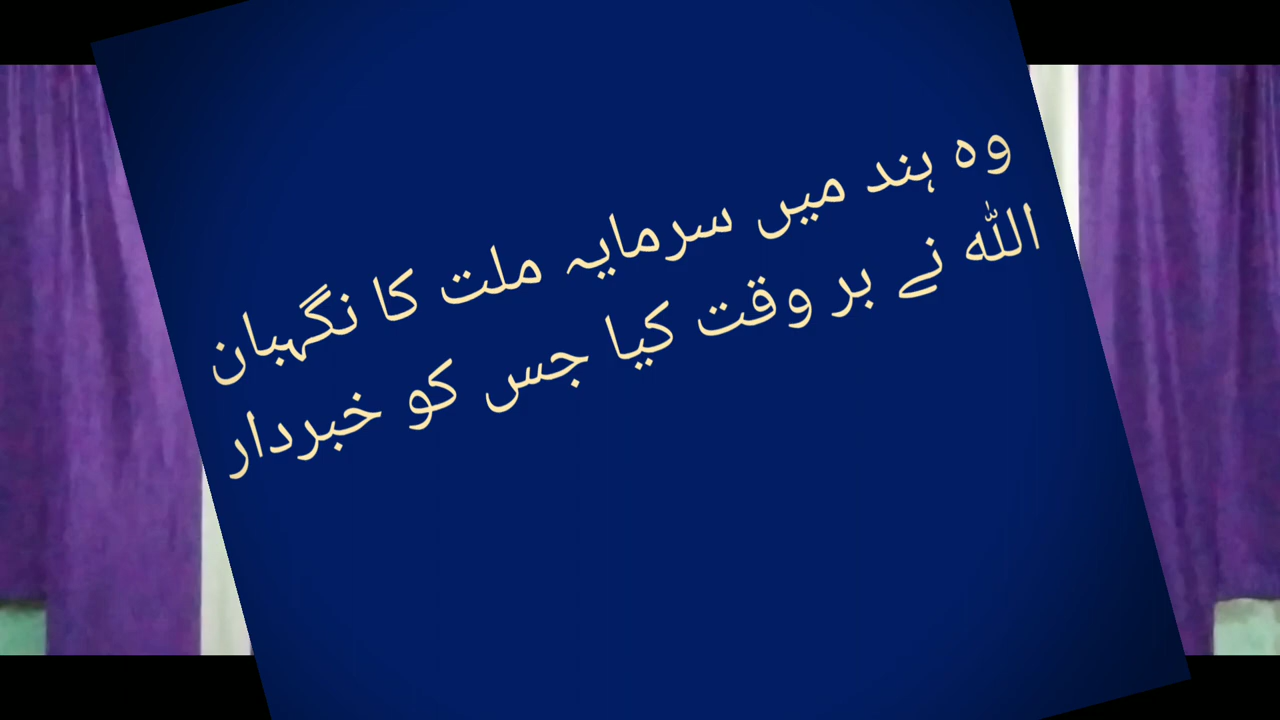 وہ ہند میں سرمایہ ملت کا نگہبان
اللہ نے بر وقت کیا جس کو خبردار